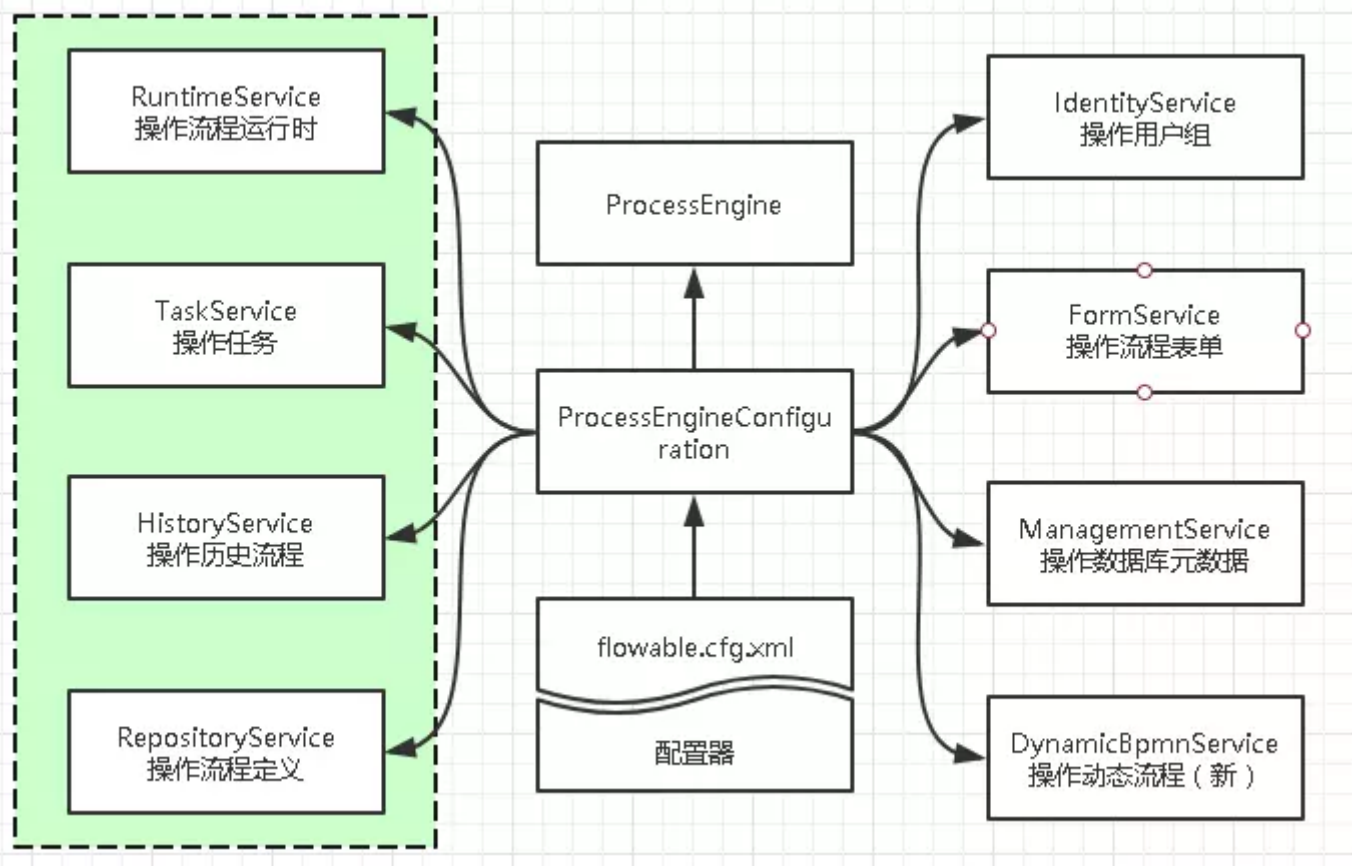 RuntimeService
操作流程运行时
TaskService
操作任务
HistoryService
操作历史流程
RepositoryService
操作流程定义
ProcessEngine
ProcessEngineConfigu
ration
flowable.cfg.xml
配置器
IdentityService
操作用户组
FormService
操作流程表单
ManagementService
操作数据库元数据
DynamicBpmnService
操作动态流程（新）